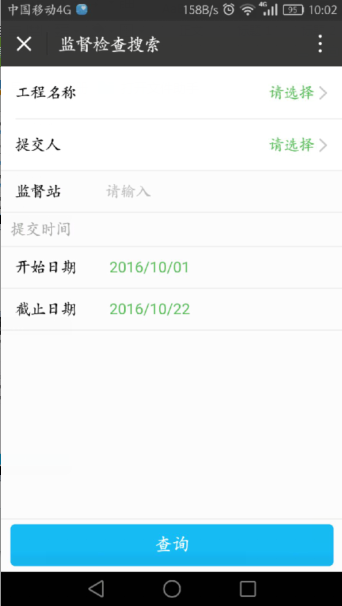 中国移动4G 158B/s 4G 95 10:02
监督检查搜索
工程名称 请选择
提交人 请选择
监督站 请输入
提交时间
开始日期 2016/10/01
截止日期 2016/10/22
查询